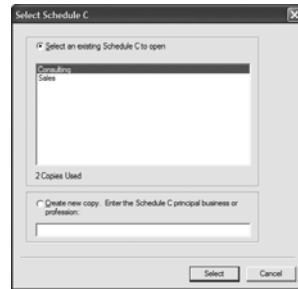 Select Schedule C
Select an existing Schedule C to open
Consulting
Sales
2 Copies Used
Create new copy. Enter the Schedule C principal business or
profession:
Select
Cancel